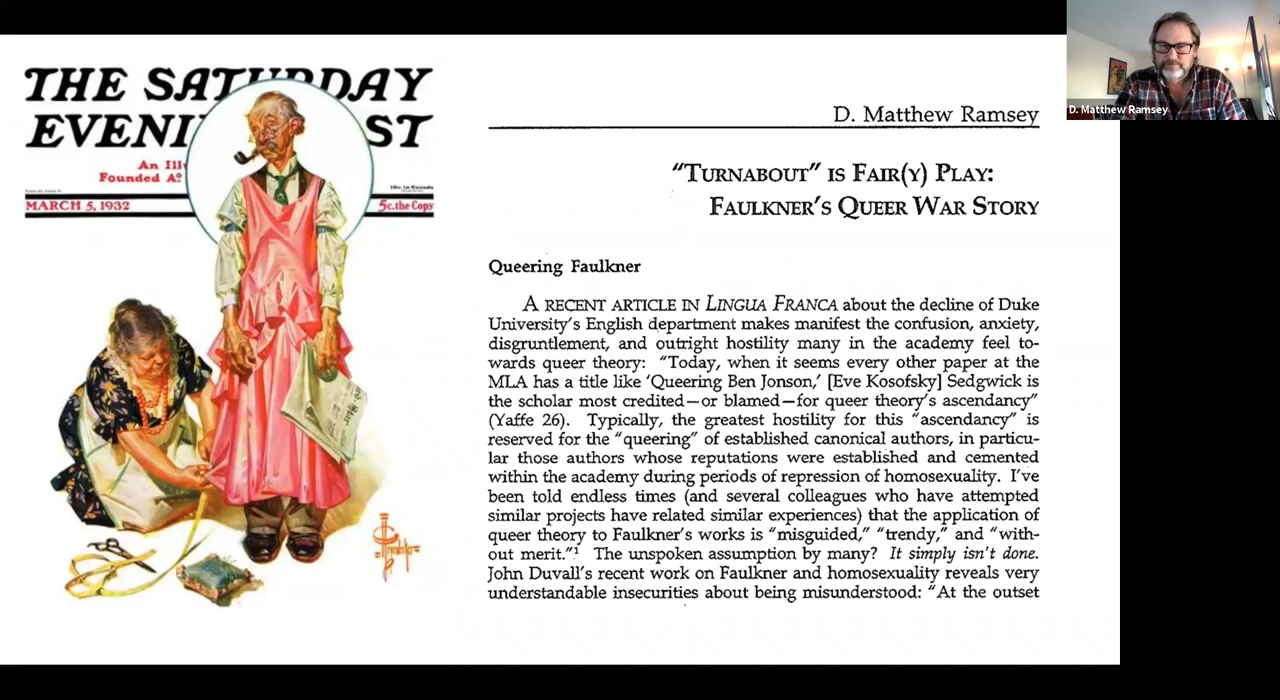 THE SATURDAY
EVENI ST
An Ill
Founded A?
10c. in Canada
MARCH 5, 1932
5c. the Copy
D. Matthew Ramsey
D. Matthew Ramsey
“TURNABOUT” IS FAIR(Y) PLAY:
FAULKNER’S QUEER WAR STORY
Queering Faulkner
A RECENT ARTICLE IN LINGUA FRANCA about the decline of Duke
University’s English department makes manifest the confusion, anxiety,
disgruntlement, and outright hostility many in the academy feel to-
wards queer theory: “Today, when it seems every other paper at the
MLA has a title like ‘Queering Ben Jonson,’ [Eve Kosofsky] Sedgwick is
the scholar most credited—or blamed—for queer theory’s ascendancy”
(Yaffe 26). Typically, the greatest hostility for this “ascendancy” is
reserved for the “queering” of established canonical authors, in particu-
lar those authors whose reputations were established and cemented
within the academy during periods of repression of homosexuality. I’ve
been told endless times (and several colleagues who have attempted
similar projects have related similar experiences) that the application of
queer theory to Faulkner’s works is “misguided,” “trendy,” and “with-
out merit.”¹ The unspoken assumption by many? It simply isn’t done.
John Duvall’s recent work on Faulkner and homosexuality reveals very
understandable insecurities about being misunderstood: “At the outset